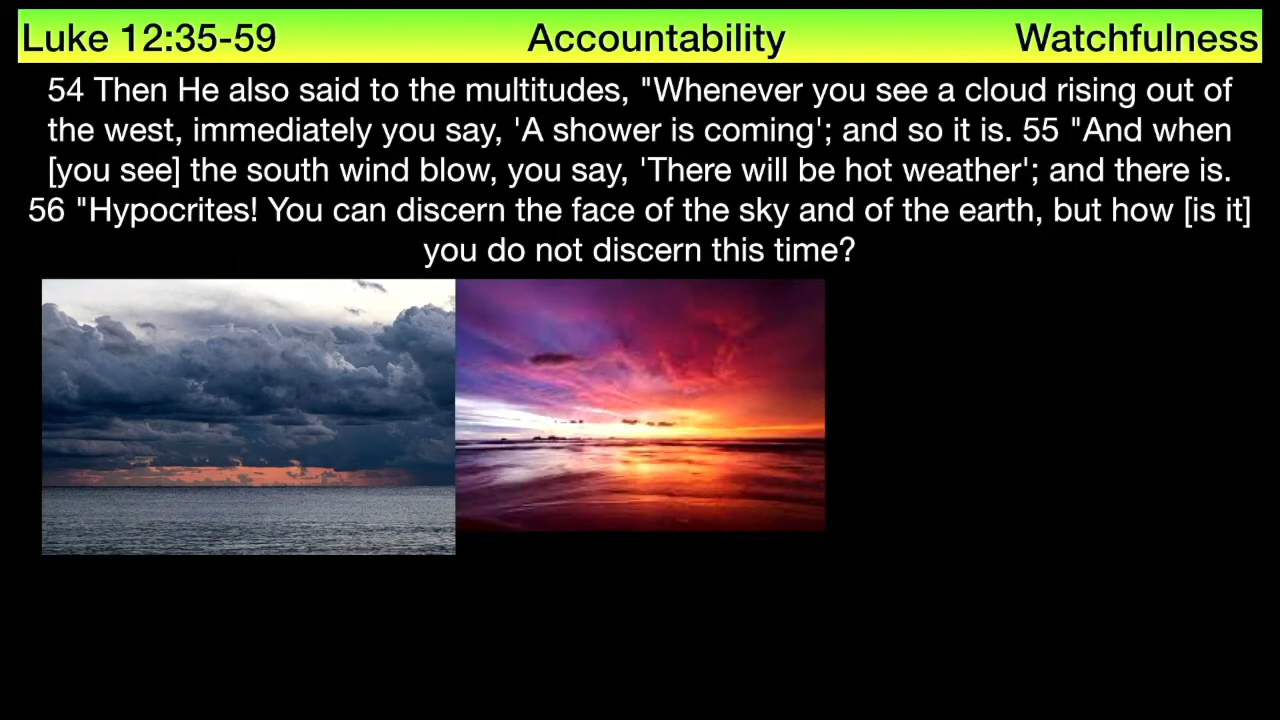 Luke 12:35-59 Accountability Watchfulness
54 Then He also said to the multitudes, "Whenever you see a cloud rising out of
the west, immediately you say, 'A shower is coming'; and so it is. 55 "And when
[you see] the south wind blow, you say, 'There will be hot weather'; and there is.
56 "Hypocrites! You can discern the face of the sky and of the earth, but how [is it]
you do not discern this time?